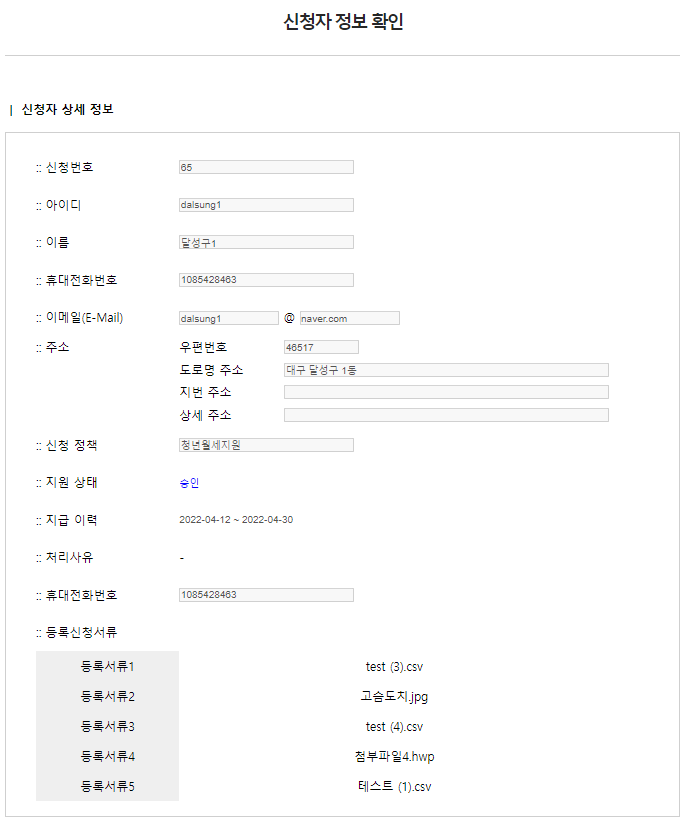 신청자 정보 확인
| 신청자 상세 정보
:: 신청번호 65
:: 아이디 dalsung1
:: 이름 달성구1
:: 휴대전화번호 1085428463
:: 이메일(E-Mail) dalsung1 @ naver.com
:: 주소 우편번호 46517
도로명 주소 대구 달성구 1동
지번 주소
상세 주소
:: 신청 정책 청년월세지원
:: 지원 상태 승인
:: 지급 이력 2022-04-12 ~ 2022-04-30
:: 처리사유 -
:: 휴대전화번호 1085428463
:: 등록신청서류
등록서류1 test (3).csv
등록서류2 고슴도치.jpg
등록서류3 test (4).csv
등록서류4 첨부파일4.hwp
등록서류5 테스트 (1).csv